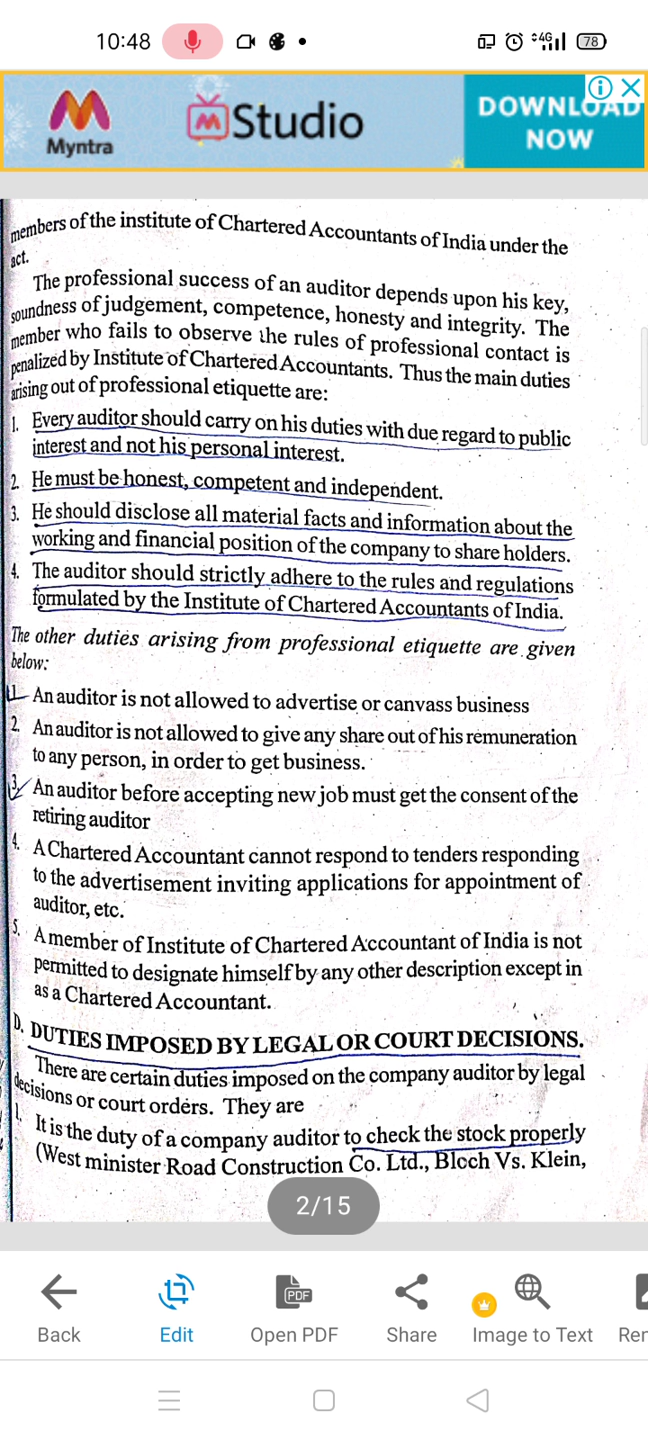 10:48
4G
78
Myntra
Studio
DOWNLOAD
NOW
members of the institute of Chartered Accountants of India under the
act.
The professional success of an auditor depends upon his key,
soundness of judgement, competence, honesty and integrity. The
member who fails to observe the rules of professional contact is
penalized by Institute of Chartered Accountants. Thus the main duties
arising out of professional etiquette are:
1. Every auditor should carry on his duties with due regard to public
interest and not his personal interest.
2. He must be honest, competent and independent.
3. He should disclose all material facts and information about the
working and financial position of the company to share holders.
4. The auditor should strictly adhere to the rules and regulations
formulated by the Institute of Chartered Accountants of India.
The other duties arising from professional etiquette are given
below:
1. An auditor is not allowed to advertise or canvass business
2. An auditor is not allowed to give any share out of his remuneration
to any person, in order to get business.
3. An auditor before accepting new job must get the consent of the
retiring auditor
4. A Chartered Accountant cannot respond to tenders responding
to the advertisement inviting applications for appointment of
auditor, etc.
5. A member of Institute of Chartered Accountant of India is not
permitted to designate himself by any other description except in
as a Chartered Accountant.
D. DUTIES IMPOSED BY LEGAL OR COURT DECISIONS.
There are certain duties imposed on the company auditor by legal
decisions or court orders. They are
1. It is the duty of a company auditor to check the stock properly
(West minister Road Construction Co. Ltd., Bloch Vs. Klein,
2/15
PDF
Back
Edit
Open PDF
Share
Image to Text
Rer